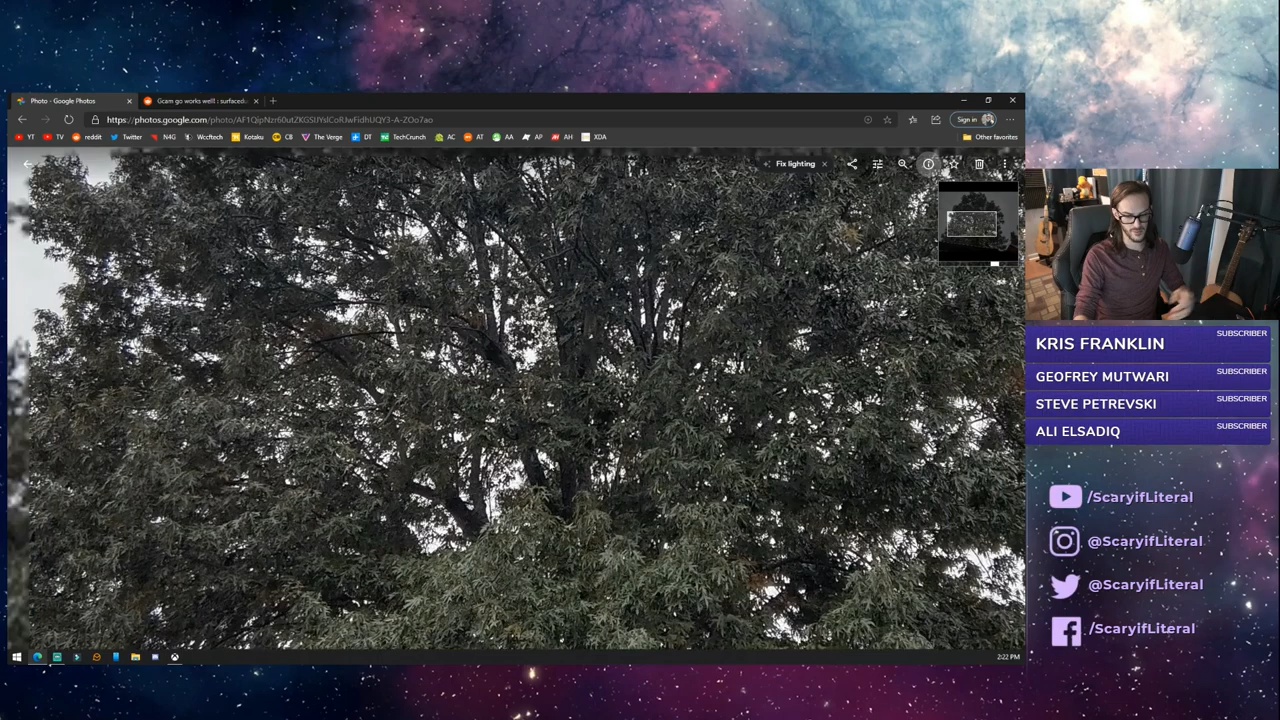 Photo - Google Photos
Gcam go works well! : surfaced
https://photos.google.com/photo/AF1QipNzr60utZKGSIJYslCoRJwFidhUQY3-A-ZOo7ao
Sign in
YT TV reddit Twitter N4G Wccftech Kotaku CB The Verge DT TechCrunch AC AT AA AP AH XDA Other favorites
Fix lighting
SUBSCRIBER
KRIS FRANKLIN
SUBSCRIBER
GEOFREY MUTWARI
SUBSCRIBER
STEVE PETREVSKI
SUBSCRIBER
ALI ELSADIQ
/ScaryifLiteral
@ScaryifLiteral
@ScaryifLiteral
/ScaryifLiteral
2:22 PM